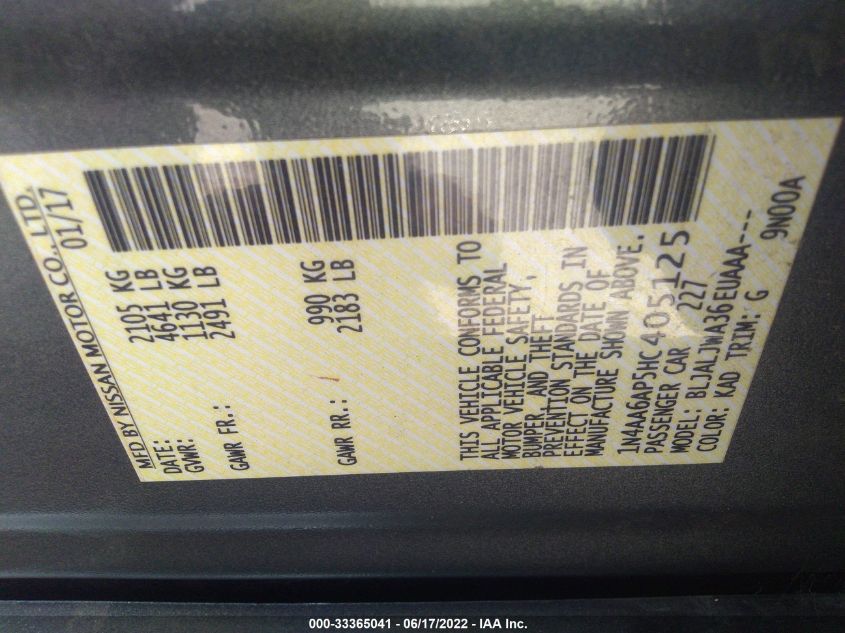 MFD BY NISSAN MOTOR CO., LTD.
DATE: 01/17
GVWR: 2105 KG
4641 LB
GAWR FR.: 1130 KG
2491 LB
GAWR RR.: 990 KG
2183 LB
THIS VEHICLE CONFORMS TO
ALL APPLICABLE FEDERAL
MOTOR VEHICLE SAFETY,
BUMPER, AND THEFT
PREVENTION STANDARDS IN
EFFECT ON THE DATE OF
MANUFACTURE SHOWN ABOVE.
1N4AA6AP5HC405125
PASSENGER CAR 227
MODEL: BLJALJWA36EUAAA---
COLOR: KAD TRIM: G 9N00A
000-33365041 - 06/17/2022 - IAA Inc.